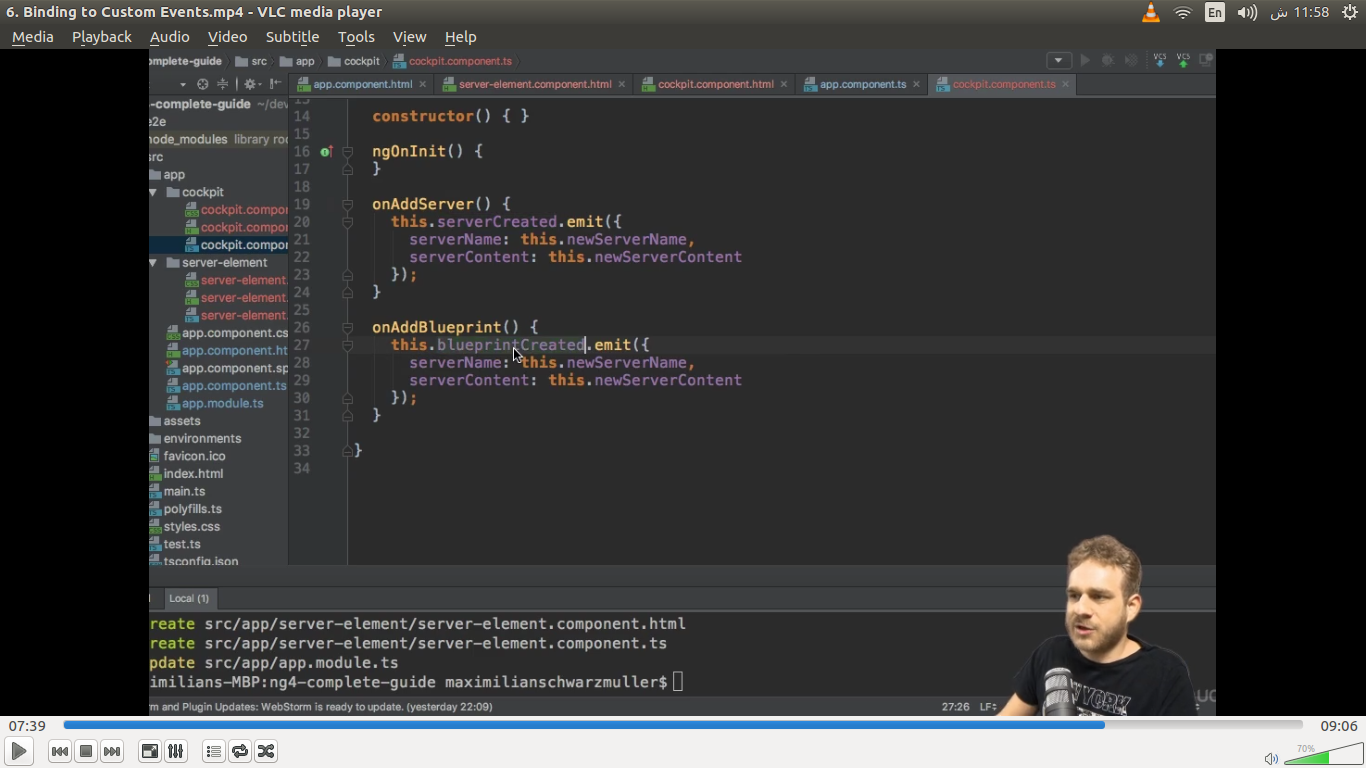 6. Binding to Custom Events.mp4 - VLC media player
En
ش 11:58
Media Playback Audio Video Subtitle Tools View Help
omplete-guide src app cockpit cockpit.component.ts
app.component.html server-element.component.html cockpit.component.html app.component.ts cockpit.component.ts
-complete-guide ~/dev
e2e
node_modules library roo
src
app
cockpit
cockpit.compo
cockpit.compo
cockpit.compo
server-element
server-element.
server-element.
server-element.
app.component.cs
app.component.ht
app.component.sp
app.component.ts
app.module.ts
assets
environments
favicon.ico
index.html
main.ts
polyfills.ts
styles.css
test.ts
tsconfig.json
13
14 constructor() { }
15
16 ngOnInit() {
17 }
18
19 onAddServer() {
20 this.serverCreated.emit({
21 serverName: this.newServerName,
22 serverContent: this.newServerContent
23 });
24 }
25
26 onAddBlueprint() {
27 this.blueprintCreated.emit({
28 serverName: this.newServerName,
29 serverContent: this.newServerContent
30 });
31 }
32
33 }
34
VCS VCS
Local (1)
reate src/app/server-element/server-element.component.html
reate src/app/server-element/server-element.component.ts
pdate src/app/app.module.ts
imilians-MBP:ng4-complete-guide maximilianschwarzmuller$
rm and Plugin Updates: WebStorm is ready to update. (yesterday 22:09)
27:26 LF
NEW YORK
07:39
09:06
70%